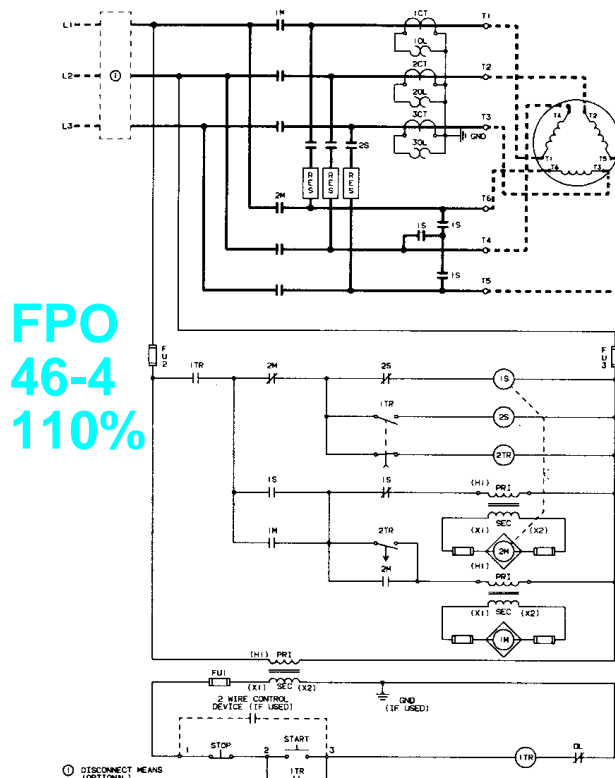 1M 1CT T1
L1
1OL
2CT T2
L2 1
T4 T2
2OL
3CT T3
L3
GND
2S 3OL
T1 T5
T6 T3
RES RES RES
2M
T6
1S
1S
T4
1S
T5
FPO
46-4
110%
FU2 FU3
1TR 2M 2S 1S
1TR 2S
2TR
1S 1S (H1) PRI
SEC
1M 2TR (X1) (X2)
2M
(H1)
2M PRI
SEC
(X1) (X2)
1M
(H1) PRI
FU1 SEC
(X1) (X2)
2 WIRE CONTROL
DEVICE (IF USED)
GND
(IF USED)
1 STOP 2 START 3 1TR OL
1TR
1 DISCONNECT MEANS
(OPTIONAL)